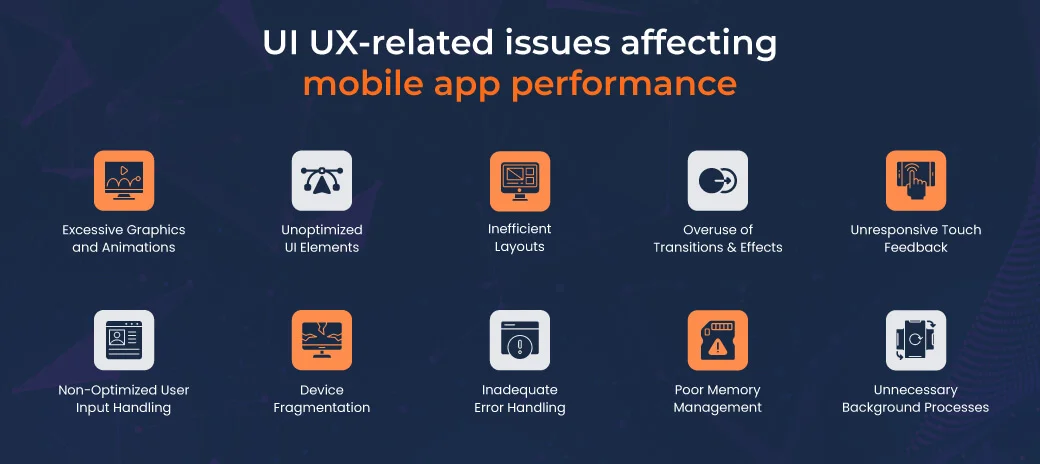 UI UX-related issues affecting
mobile app performance
Excessive Graphics
and Animations
Unoptimized
UI Elements
Inefficient
Layouts
Overuse of
Transitions & Effects
Unresponsive Touch
Feedback
Non-Optimized User
Input Handling
Device
Fragmentation
Inadequate
Error Handling
Poor Memory
Management
Unnecessary
Background Processes